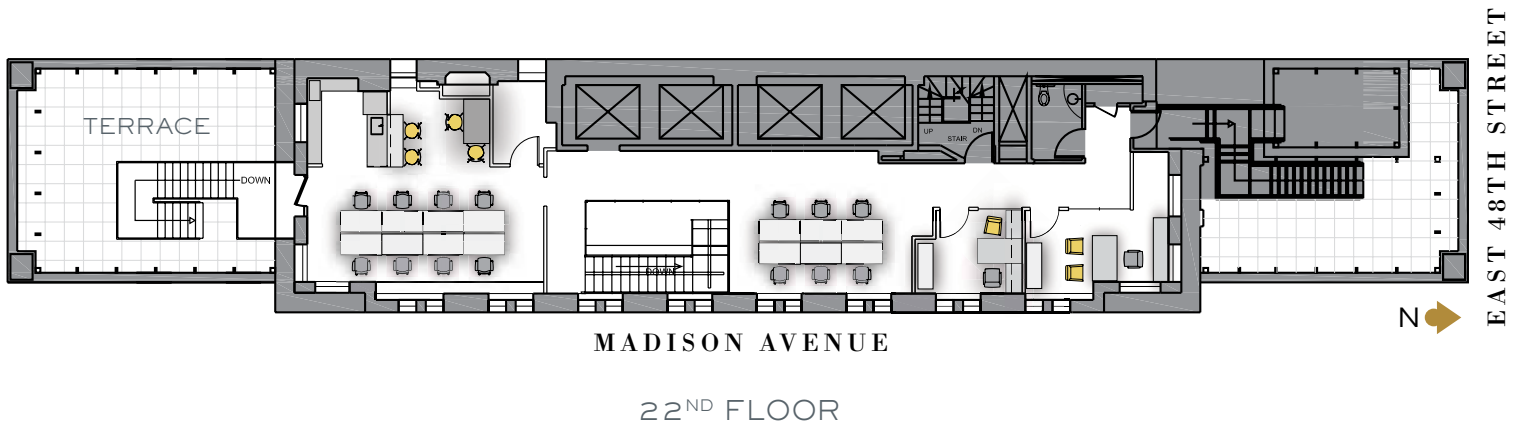 TERRACE
DOWN
UP
STAIR
DN
DOWN
EAST 48TH STREET
N
MADISON AVENUE
22ND FLOOR